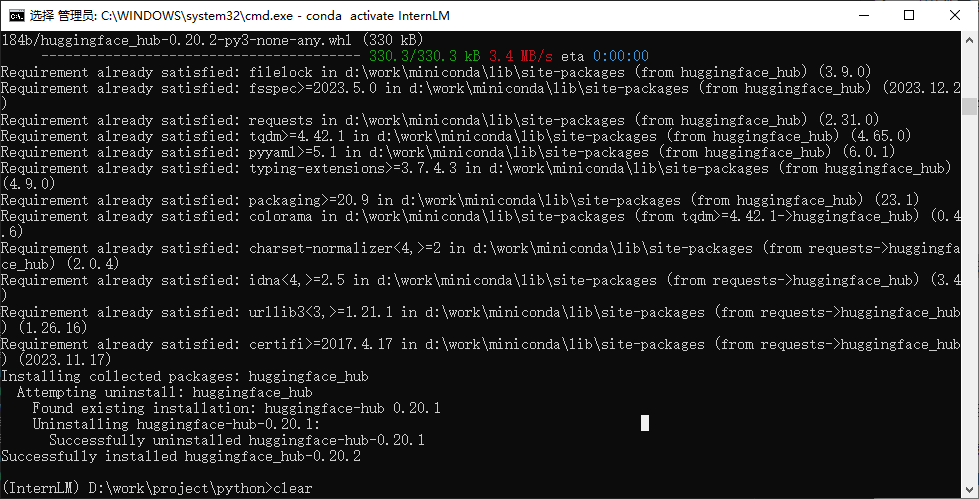 选择 管理员: C:\WINDOWS\system32\cmd.exe - conda  activate InternLM
184b/huggingface_hub-0.20.2-py3-none-any.whl (330 kB)
     ---------------------------------------- 330.3/330.3 kB 3.4 MB/s eta 0:00:00
Requirement already satisfied: filelock in d:\work\miniconda\lib\site-packages (from huggingface_hub) (3.9.0)
Requirement already satisfied: fsspec>=2023.5.0 in d:\work\miniconda\lib\site-packages (from huggingface_hub) (2023.12.2
)
Requirement already satisfied: requests in d:\work\miniconda\lib\site-packages (from huggingface_hub) (2.31.0)
Requirement already satisfied: tqdm>=4.42.1 in d:\work\miniconda\lib\site-packages (from huggingface_hub) (4.65.0)
Requirement already satisfied: pyyaml>=5.1 in d:\work\miniconda\lib\site-packages (from huggingface_hub) (6.0.1)
Requirement already satisfied: typing-extensions>=3.7.4.3 in d:\work\miniconda\lib\site-packages (from huggingface_hub)
(4.9.0)
Requirement already satisfied: packaging>=20.9 in d:\work\miniconda\lib\site-packages (from huggingface_hub) (23.1)
Requirement already satisfied: colorama in d:\work\miniconda\lib\site-packages (from tqdm>=4.42.1->huggingface_hub) (0.4
.6)
Requirement already satisfied: charset-normalizer<4,>=2 in d:\work\miniconda\lib\site-packages (from requests->huggingfa
ce_hub) (2.0.4)
Requirement already satisfied: idna<4,>=2.5 in d:\work\miniconda\lib\site-packages (from requests->huggingface_hub) (3.4
)
Requirement already satisfied: urllib3<3,>=1.21.1 in d:\work\miniconda\lib\site-packages (from requests->huggingface_hub
) (1.26.16)
Requirement already satisfied: certifi>=2017.4.17 in d:\work\miniconda\lib\site-packages (from requests->huggingface_hub
) (2023.11.17)
Installing collected packages: huggingface_hub
  Attempting uninstall: huggingface_hub
    Found existing installation: huggingface-hub 0.20.1
    Uninstalling huggingface-hub-0.20.1:
      Successfully uninstalled huggingface-hub-0.20.1
Successfully installed huggingface_hub-0.20.2
(InternLM) D:\work\project\python>clear